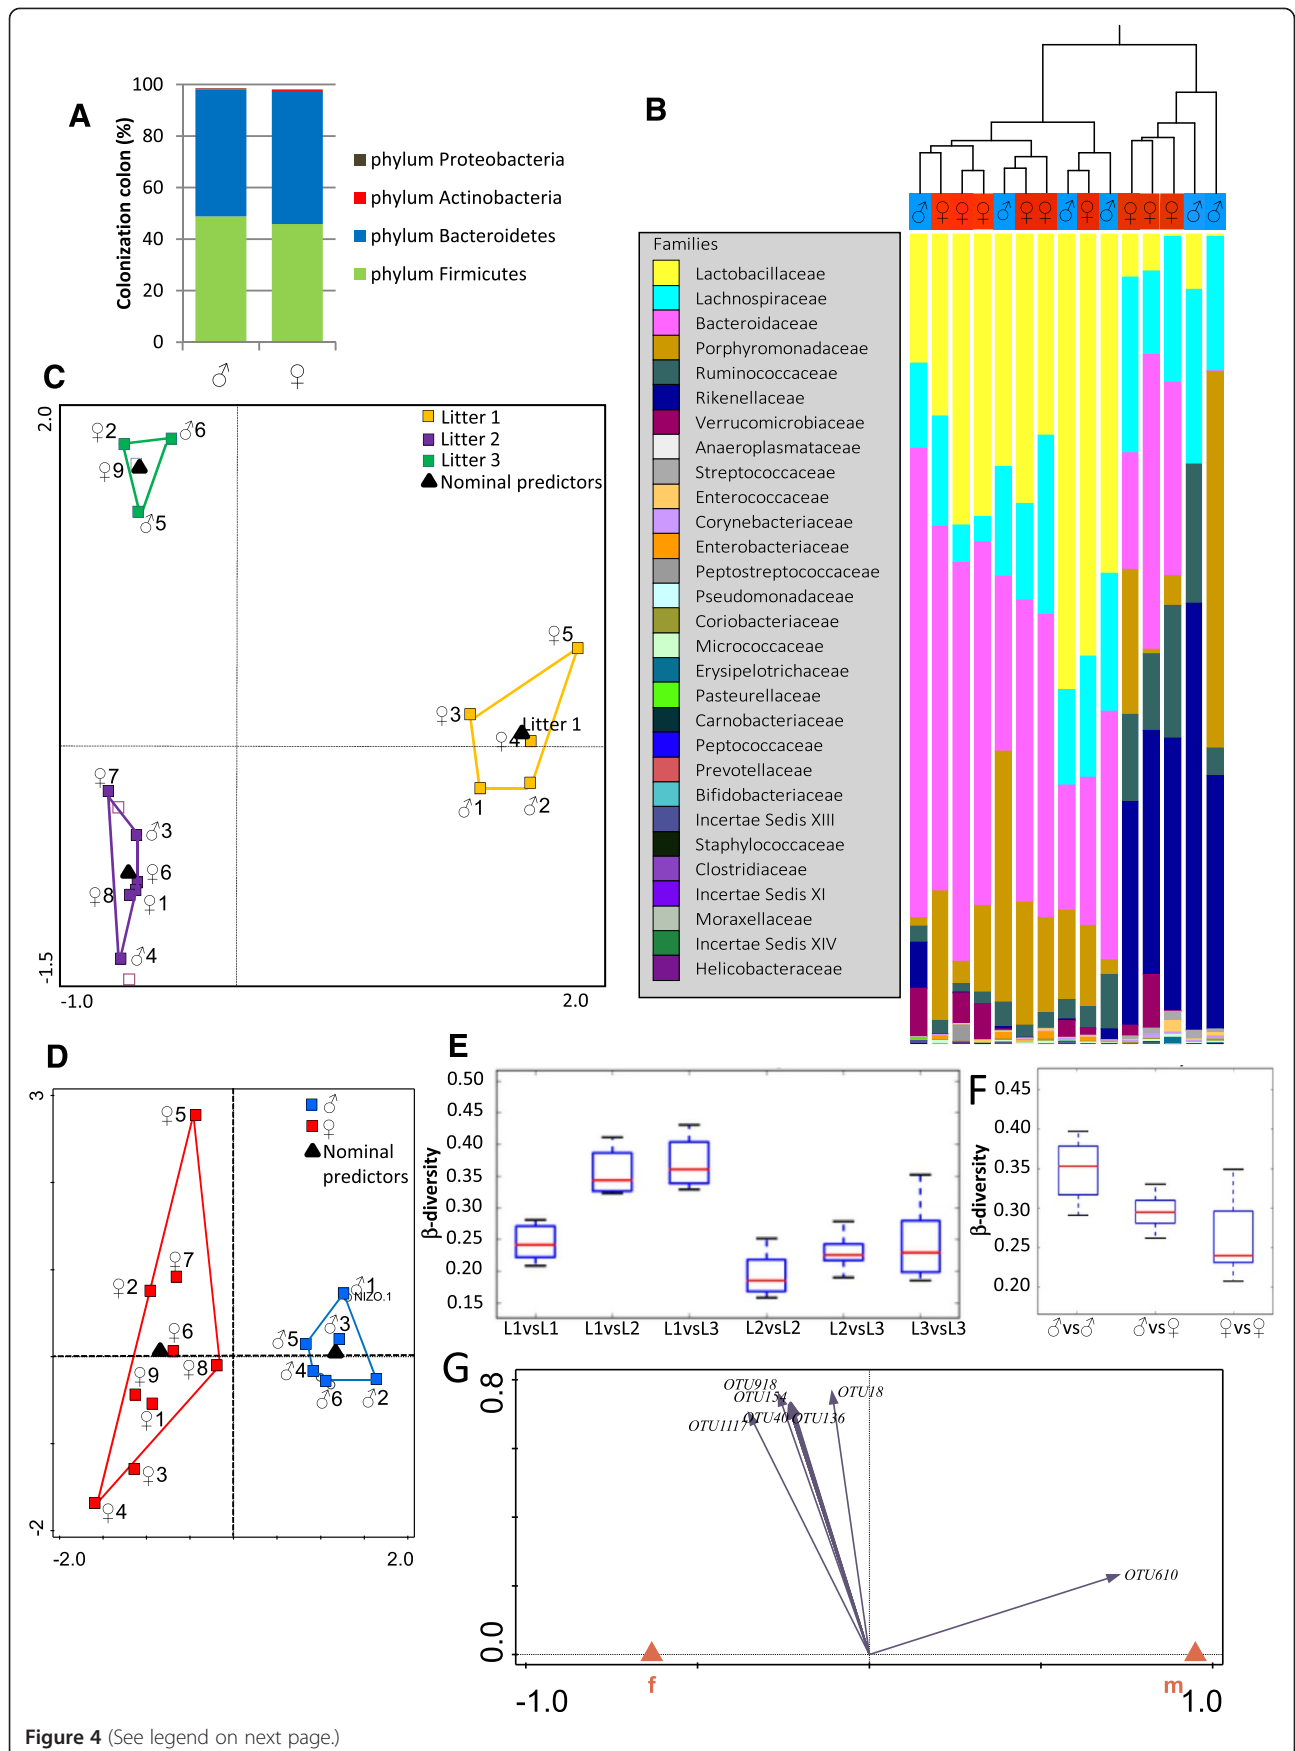 A
Colonization colon (%)
100
80
60
40
20
0
♂ ♀
phylum Proteobacteria
phylum Actinobacteria
phylum Bacteroidetes
phylum Firmicutes
B
♂ ♀ ♀ ♀ ♂ ♀ ♀ ♂ ♀ ♂ ♀ ♀ ♀ ♂ ♂
Families
Lactobacillaceae
Lachnospiraceae
Bacteroidaceae
Porphyromonadaceae
Ruminococcaceae
Rikenellaceae
Verrucomicrobiaceae
Anaeroplasmataceae
Streptococcaceae
Enterococcaceae
Corynebacteriaceae
Enterobacteriaceae
Peptostreptococcaceae
Pseudomonadaceae
Coriobacteriaceae
Micrococcaceae
Erysipelotrichaceae
Pasteurellaceae
Carnobacteriaceae
Peptococcaceae
Prevotellaceae
Bifidobacteriaceae
Incertae Sedis XIII
Staphylococcaceae
Clostridiaceae
Incertae Sedis XI
Moraxellaceae
Incertae Sedis XIV
Helicobacteraceae
C
2.0
-1.5
-1.0
2.0
Litter 1
Litter 2
Litter 3
Nominal predictors
♀2
♂6
♀9
♂5
♀5
♀3
Litter 1
♀4
♂1
♂2
♀7
♂3
♀6
♀8
♀1
♂4
D
3
-2
-2.0
2.0
♂
♀
Nominal
predictors
♀5
♀7
♀2
♀6
♀8
♀9
♀1
♀3
♀4
♂1
NIZO.1
♂3
♂5
♂4
♂6
♂2
E
β-diversity
0.50
0.45
0.40
0.35
0.30
0.25
0.20
0.15
L1vsL1 L1vsL2 L1vsL3 L2vsL2 L2vsL3 L3vsL3
F
β-diversity
0.45
0.40
0.35
0.30
0.25
0.20
♂vs♂ ♂vs♀ ♀vs♀
G
0.8
0.0
OTU918
OTU154
OTU18
OTU40
OTU136
OTU1117
OTU610
f
m
-1.0
1.0
Figure 4 (See legend on next page.)